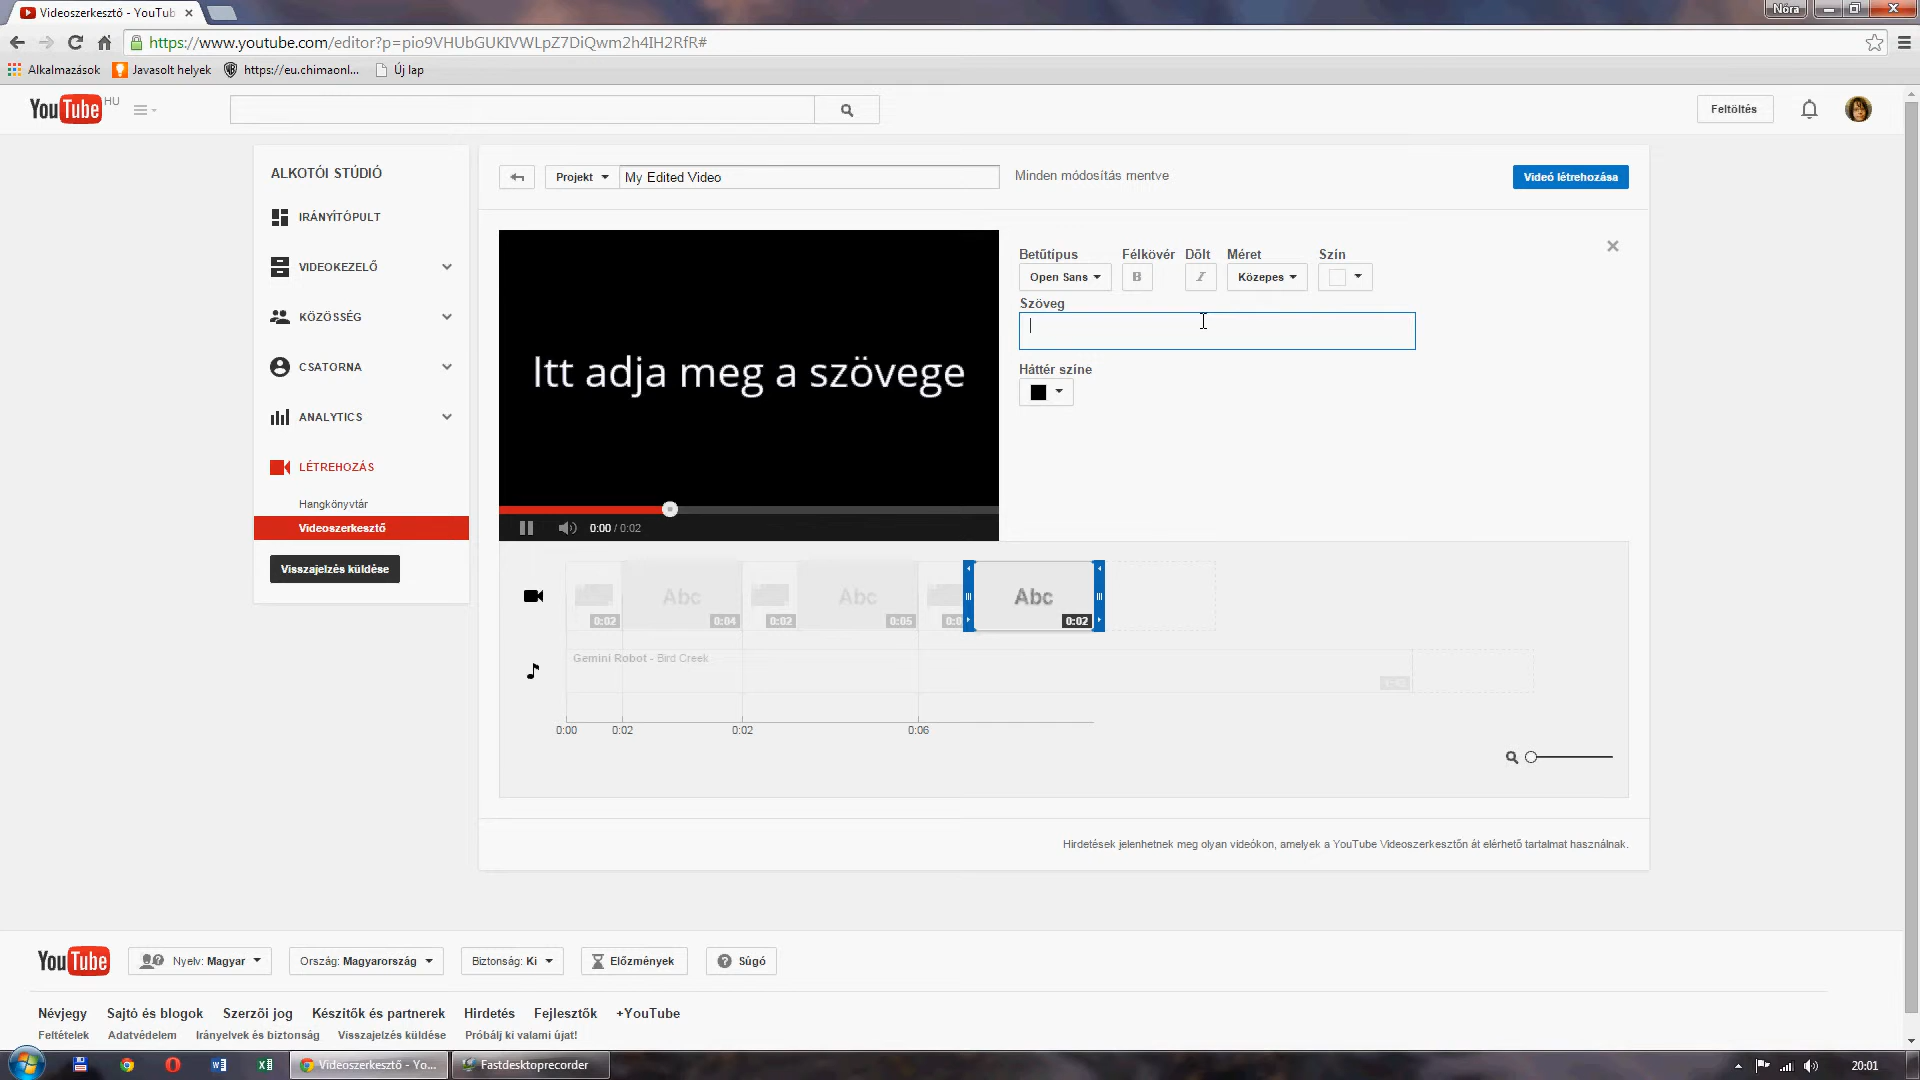 Videoszerkesztő - YouTub
Nóra
https://www.youtube.com/editor?p=pio9VHUbGUKIVWLpZ7DiQwm2h4IH2RfR#
Alkalmazások
Javasolt helyek
https://eu.chimaonl...
Új lap
YouTube HU
Feltöltés
ALKOTÓI STÚDIÓ
IRÁNYÍTÓPULT
VIDEOKEZELŐ
KÖZÖSSÉG
CSATORNA
ANALYTICS
LÉTREHOZÁS
Hangkönyvtár
Videoszerkesztő
Visszajelzés küldése
Projekt
My Edited Video
Minden módosítás mentve
Videó létrehozása
Itt adja meg a szövege
0:00 / 0:02
Betűtípus Félkövér Dőlt Méret Szín
Open Sans B I Közepes
Szöveg
Háttér színe
Abc Abc Abc
0:02 0:04 0:02 0:05 0:02
Gemini Robot - Bird Creek
0:00 0:02 0:02 0:06
Hirdetések jelenhetnek meg olyan videókon, amelyek a YouTube Videoszerkesztőn át elérhető tartalmat használnak.
YouTube
Nyelv: Magyar
Ország: Magyarország
Biztonság: Ki
Előzmények
Súgó
Névjegy Sajtó és blogok Szerzői jog Készítők és partnerek Hirdetés Fejlesztők +YouTube
Feltételek Adatvédelem Irányelvek és biztonság Visszajelzés küldése Próbálj ki valami újat!
Videoszerkesztő - Yo...
Fastdesktoprecorder
20:01